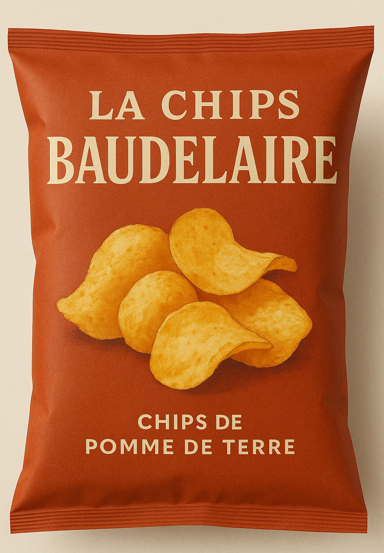 LA CHIPS
BAUDELAIRE
CHIPS DE
POMME DE TERRE